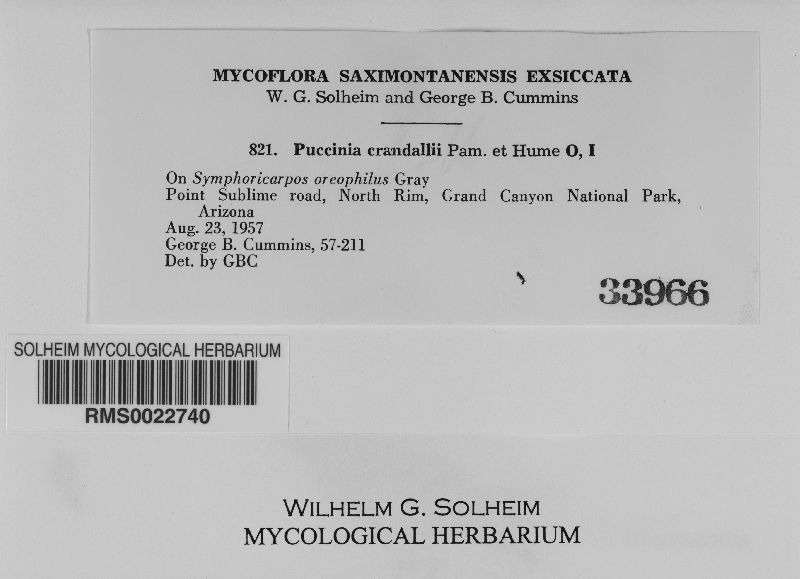 MYCOFLORA SAXIMONTANENSIS EXSICCATA
W. G. Solheim and George B. Cummins
821. Puccinia crandallii Pam. et Hume O, I
On Symphoricarpos oreophilus Gray
Point Sublime road, North Rim, Grand Canyon National Park,
Arizona
Aug. 23, 1957
George B. Cummins, 57-211
Det. by GBC
33966
SOLHEIM MYCOLOGICAL HERBARIUM
RMS0022740
WILHELM G. SOLHEIM
MYCOLOGICAL HERBARIUM